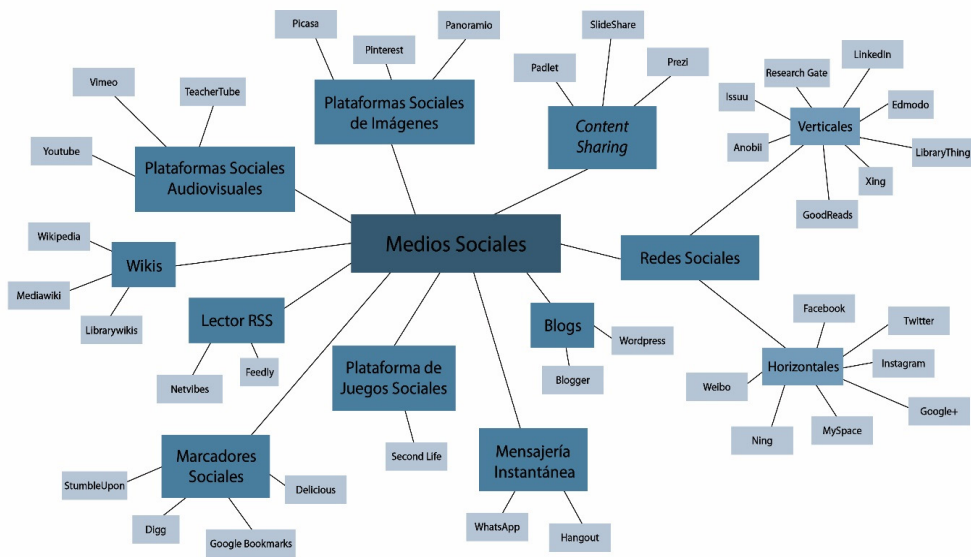 Picasa
Pinterest
Panoramio
Plataformas Sociales
de Imágenes
SlideShare
Padlet
Prezi
Content
Sharing
Vimeo
TeacherTube
Youtube
Plataformas Sociales
Audiovisuales
Research Gate
LinkedIn
Issuu
Edmodo
Verticales
Anobii
LibraryThing
Xing
GoodReads
Medios Sociales
Redes Sociales
Wikipedia
Wikis
Mediawiki
Librarywikis
Lector RSS
Netvibes
Feedly
Plataforma de
Juegos Sociales
Second Life
Blogs
Wordpress
Blogger
Facebook
Twitter
Instagram
Horizontales
Weibo
Google+
Ning
MySpace
Marcadores
Sociales
StumbleUpon
Delicious
Digg
Google Bookmarks
Mensajería
Instantánea
WhatsApp
Hangout